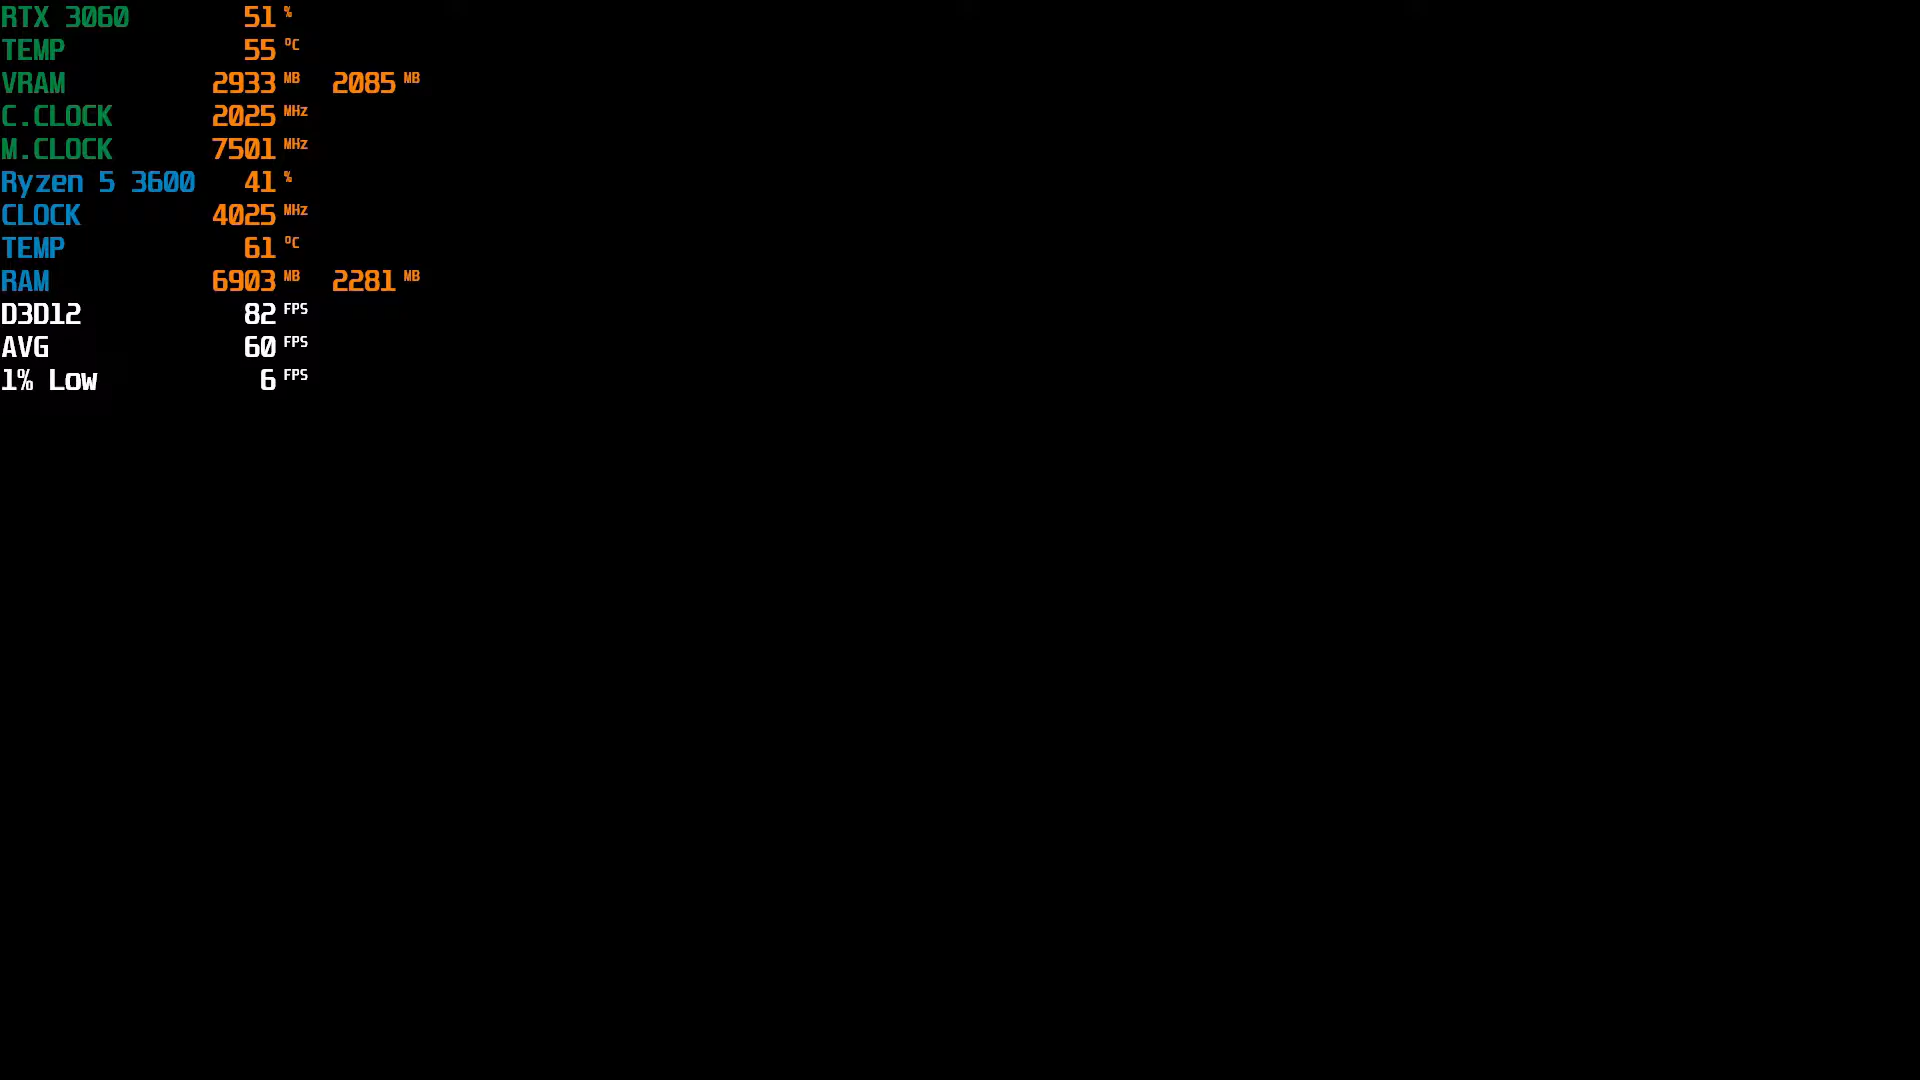 RTX 3060 51 %
TEMP 55 °C
VRAM 2933 MB 2085 MB
C.CLOCK 2025 MHz
M.CLOCK 7501 MHz
Ryzen 5 3600 41 %
CLOCK 4025 MHz
TEMP 61 °C
RAM 6903 MB 2281 MB
D3D12 82 FPS
AVG 60 FPS
1% Low 6 FPS